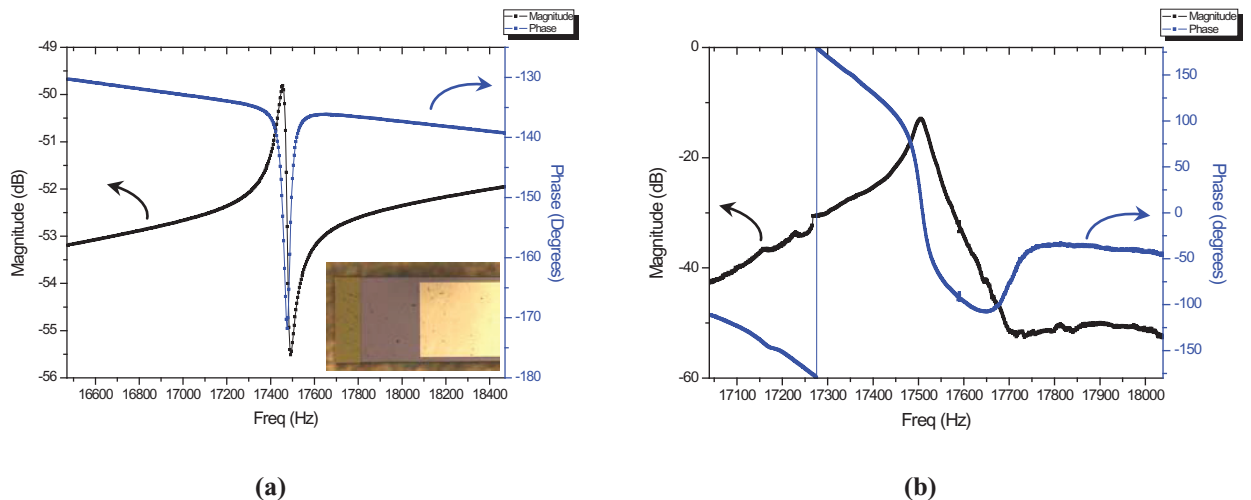 Magnitude
Phase
-49
-50
-51
-52
-53
-54
-55
-56
Magnitude (dB)
16600 16800 17000 17200 17400 17600 17800 18000 18200 18400
Freq (Hz)
-130
-140
-150
-160
-170
-180
Phase (Degrees)
(a)
Magnitude
Phase
0
-20
-40
-60
Magnitude (dB)
17100 17200 17300 17400 17500 17600 17700 17800 17900 18000
Freq (Hz)
150
100
50
0
-50
-100
-150
Phase (degrees)
(b)